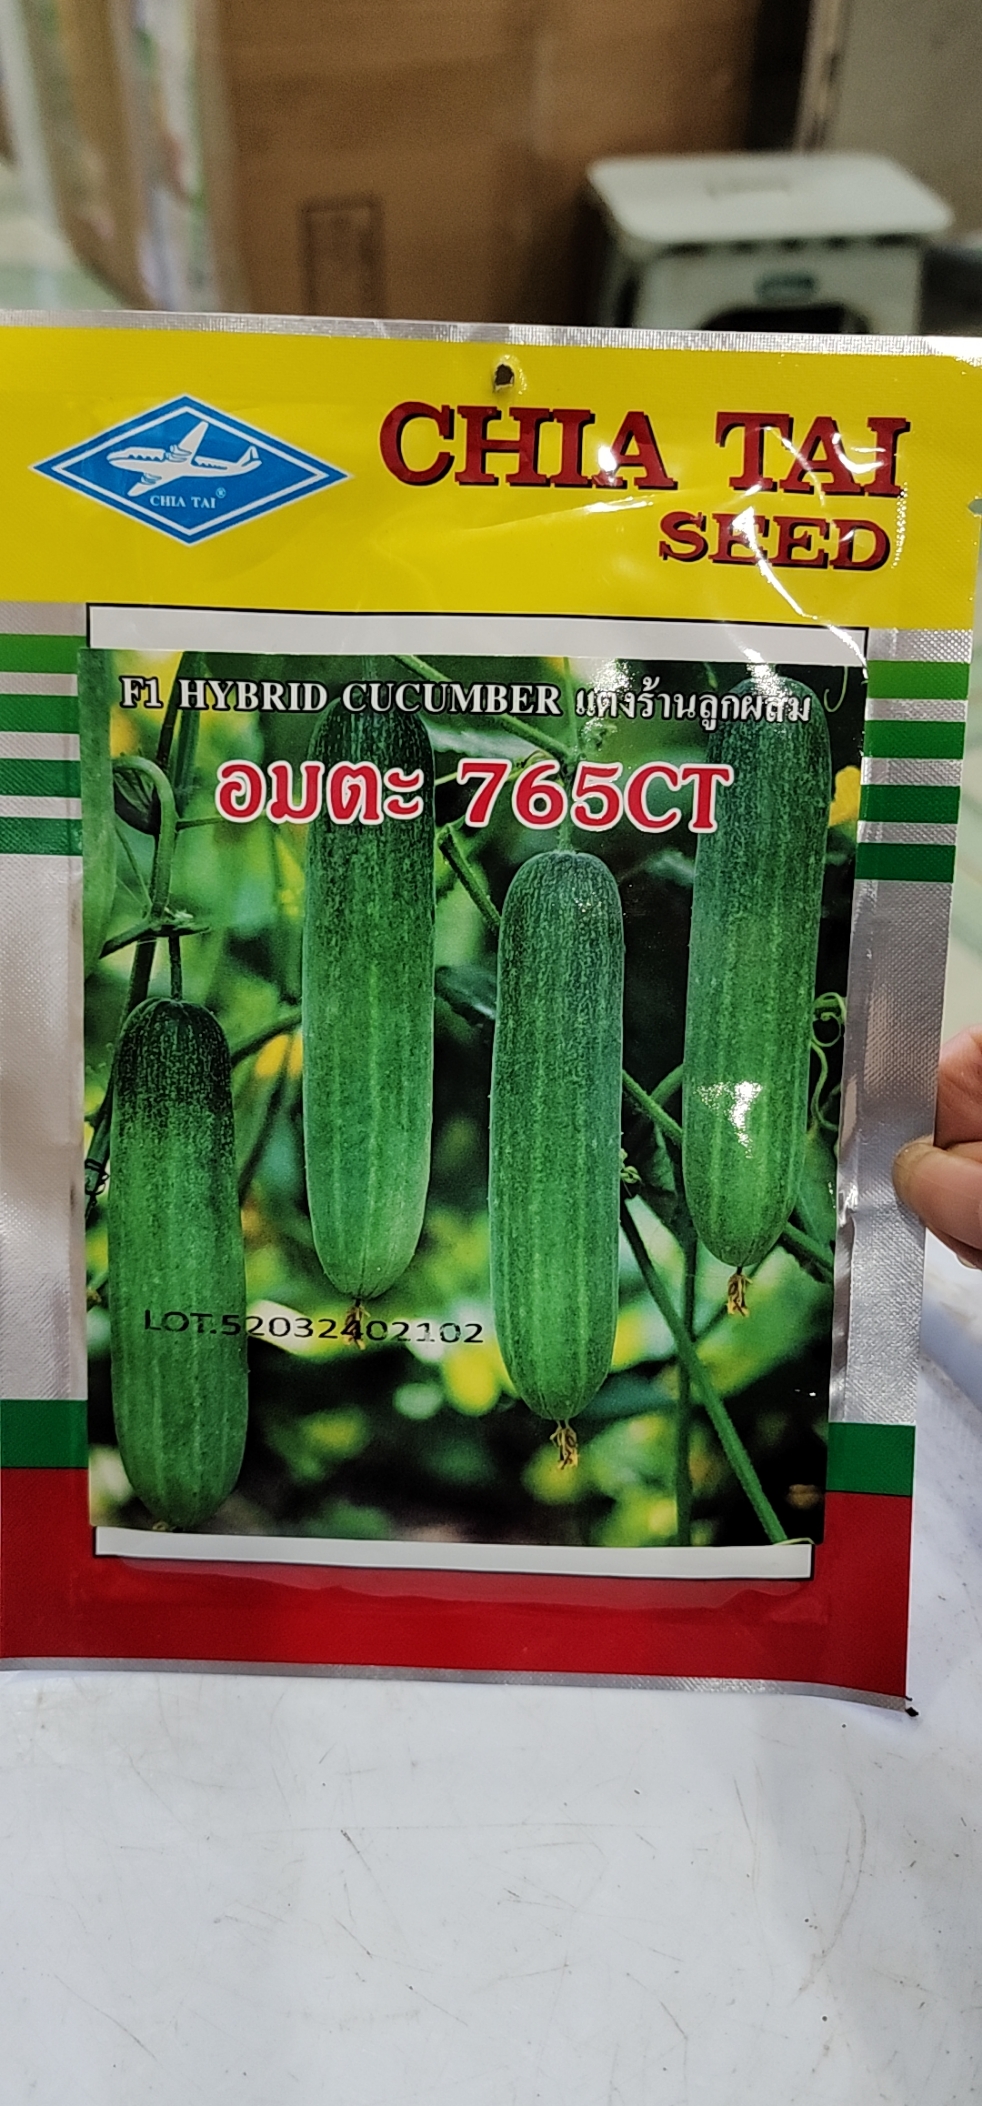 CHIA TAI®
CHIA TAI
SEED
F1 HYBRID CUCUMBER แตงร้านลูกผสม
อมตะ 765CT
LOT.52032402102